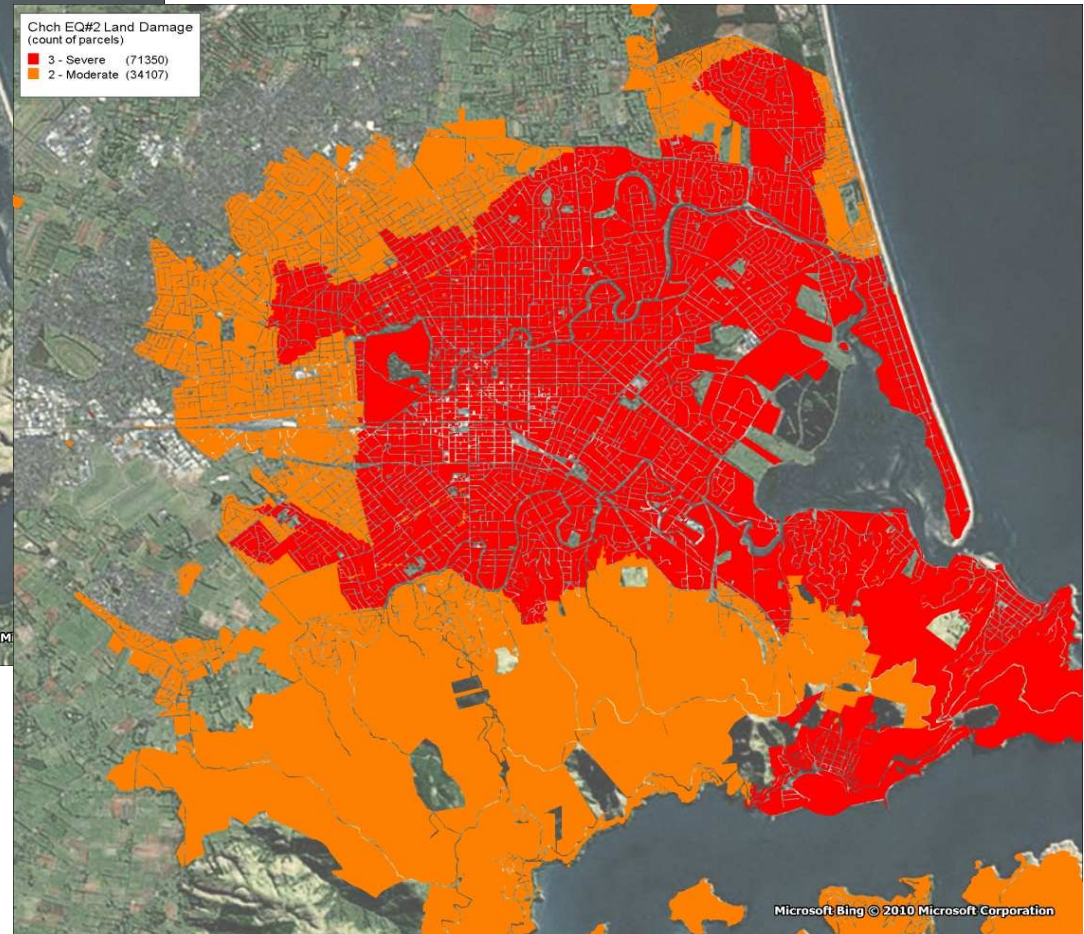 Chch EQ#2 Land Damage
(count of parcels)
3 - Severe (71350)
2 - Moderate (34107)
M
Microsoft Bing © 2010 Microsoft Corporation